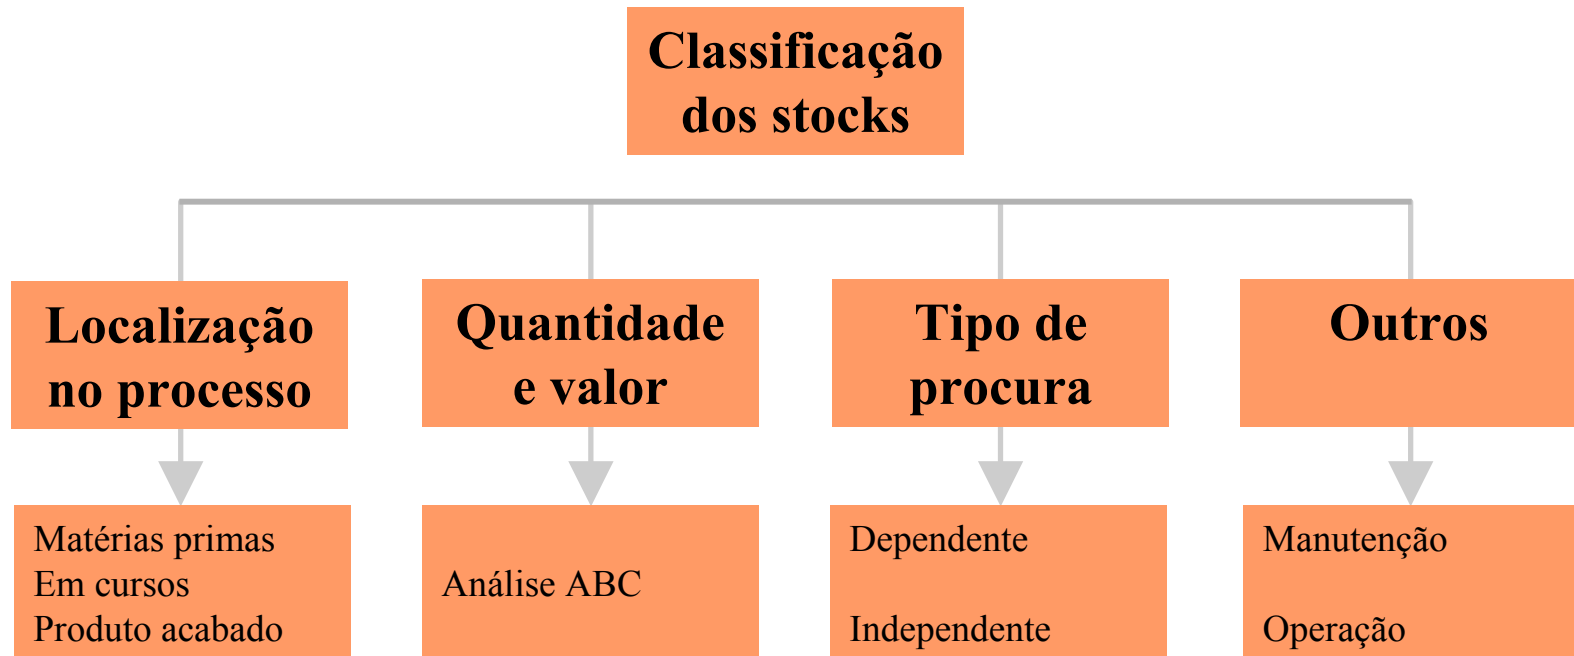 Classificação
dos stocks
Localização
no processo
Quantidade
e valor
Tipo de
procura
Outros
Matérias primas
Em cursos
Produto acabado
Análise ABC
Dependente
Independente
Manutenção
Operação